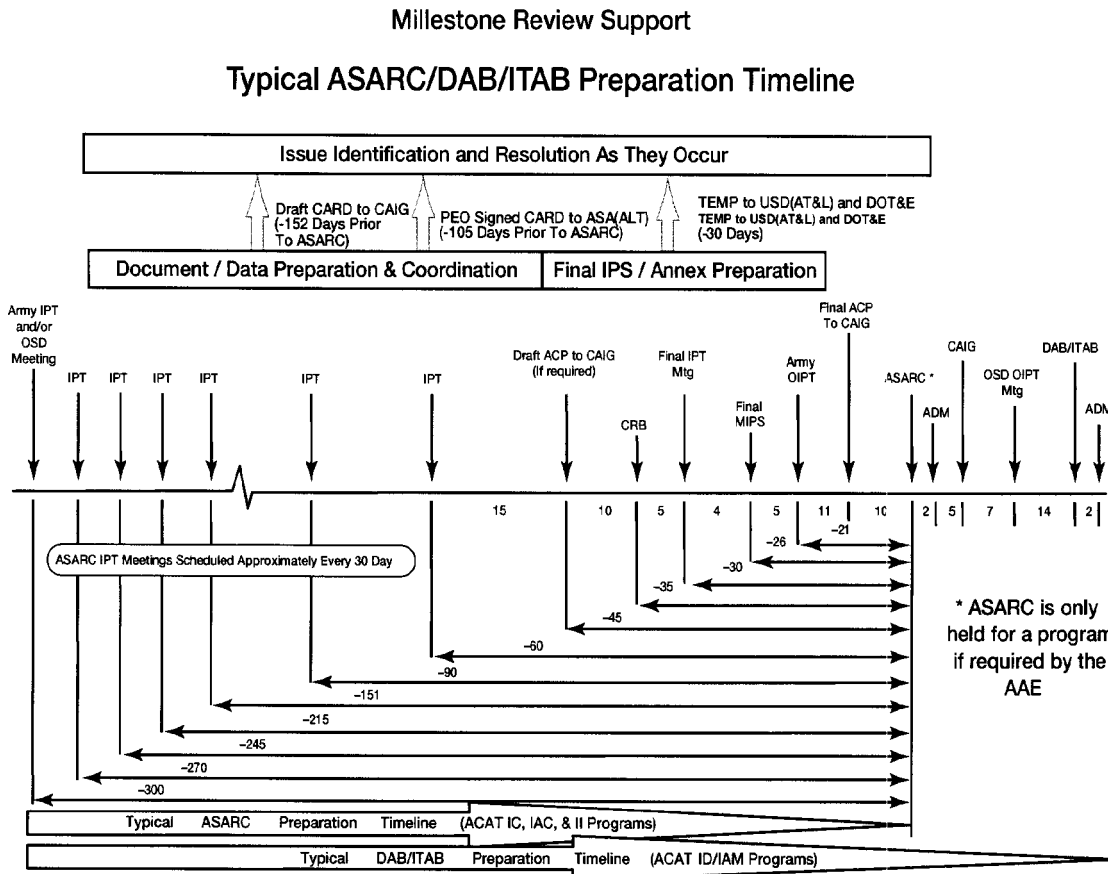 Milestone Review Support
Typical ASARC/DAB/ITAB Preparation Timeline
Issue Identification and Resolution As They Occur
Draft CARD to CAIG
(-152 Days Prior
To ASARC)
PEO Signed CARD to ASA(ALT)
(-105 Days Prior To ASARC)
TEMP to USD(AT&L) and DOT&E
TEMP to USD(AT&L) and DOT&E
(-30 Days)
Document / Data Preparation & Coordination
Final IPS / Annex Preparation
Army IPT
and/or
OSD
Meeting
IPT
IPT
IPT
IPT
IPT
IPT
Draft ACP to CAIG
(If required)
CRB
Final IPT
Mtg
Final
MIPS
Army
OIPT
Final ACP
To CAIG
ASARC *
ADM
CAIG
OSD OIPT
Mtg
DAB/ITAB
ADM
15
10
5
4
5
11
10
2
5
7
14
2
ASARC IPT Meetings Scheduled Approximately Every 30 Day
-21
-26
-30
-35
-45
-60
-90
-151
-215
-245
-270
-300
* ASARC is only
held for a program
if required by the
AAE
Typical ASARC Preparation Timeline (ACAT IC, IAC, & II Programs)
Typical DAB/ITAB Preparation Timeline (ACAT ID/IAM Programs)